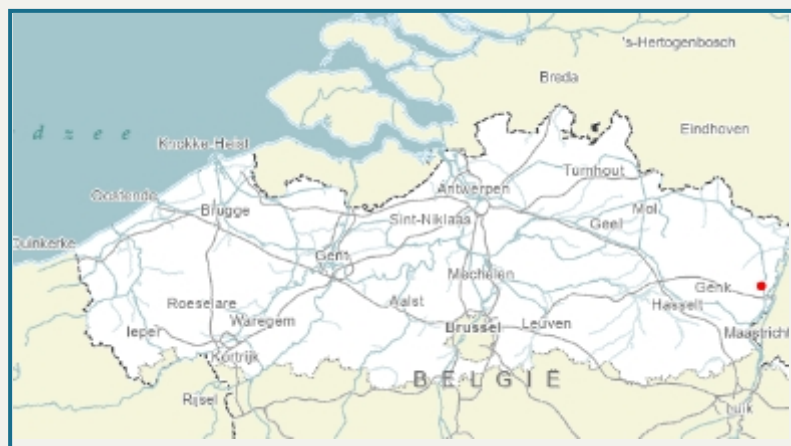 's-Hertogenbosch
Breda
dzee
Eindhoven
Knokke-Heist
Turnhout
Antwerpen
Oostende
Mol
Brugge
Sint-Niklaas
Geel
Duinkerke
Gent
Mechelen
Genk
Roeselare
Aalst
Hasselt
Waregem
Brussel
Leuven
Ieper
Maastricht
Kortrijk
BELGIË
Rijsel
Luik